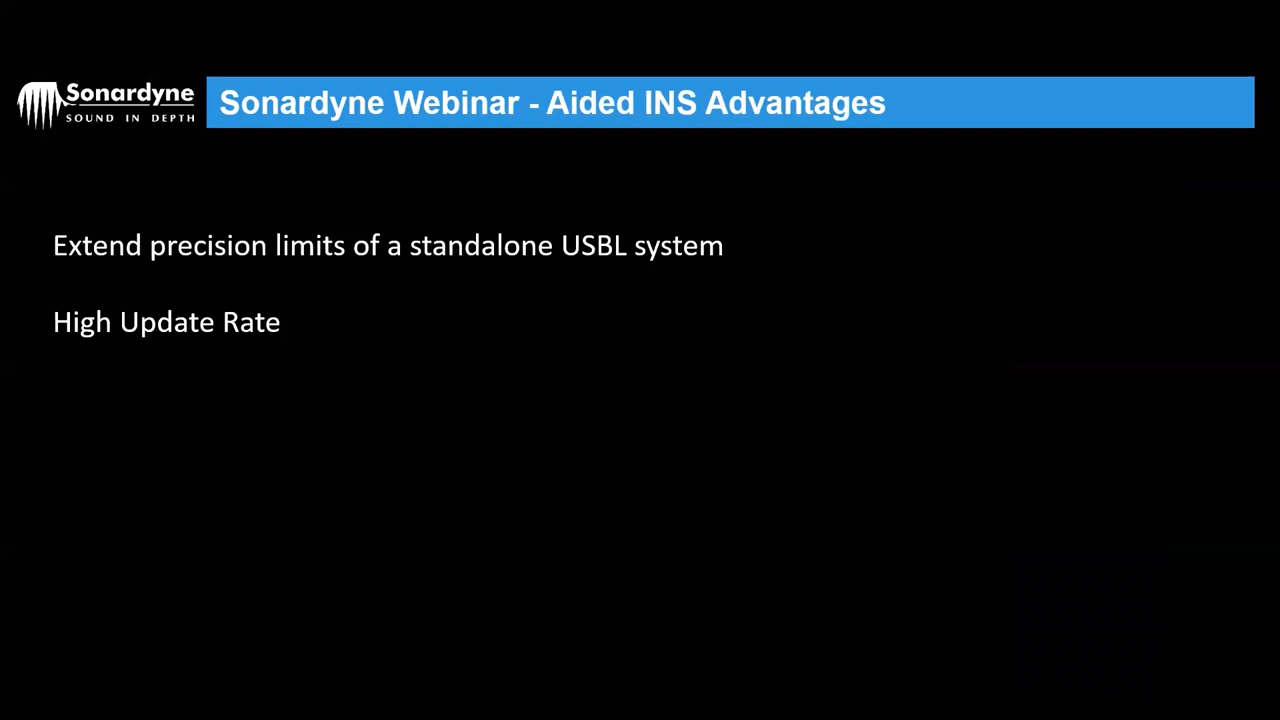 Sonardyne
SOUND IN DEPTH
Sonardyne Webinar - Aided INS Advantages
Extend precision limits of a standalone USBL system
High Update Rate